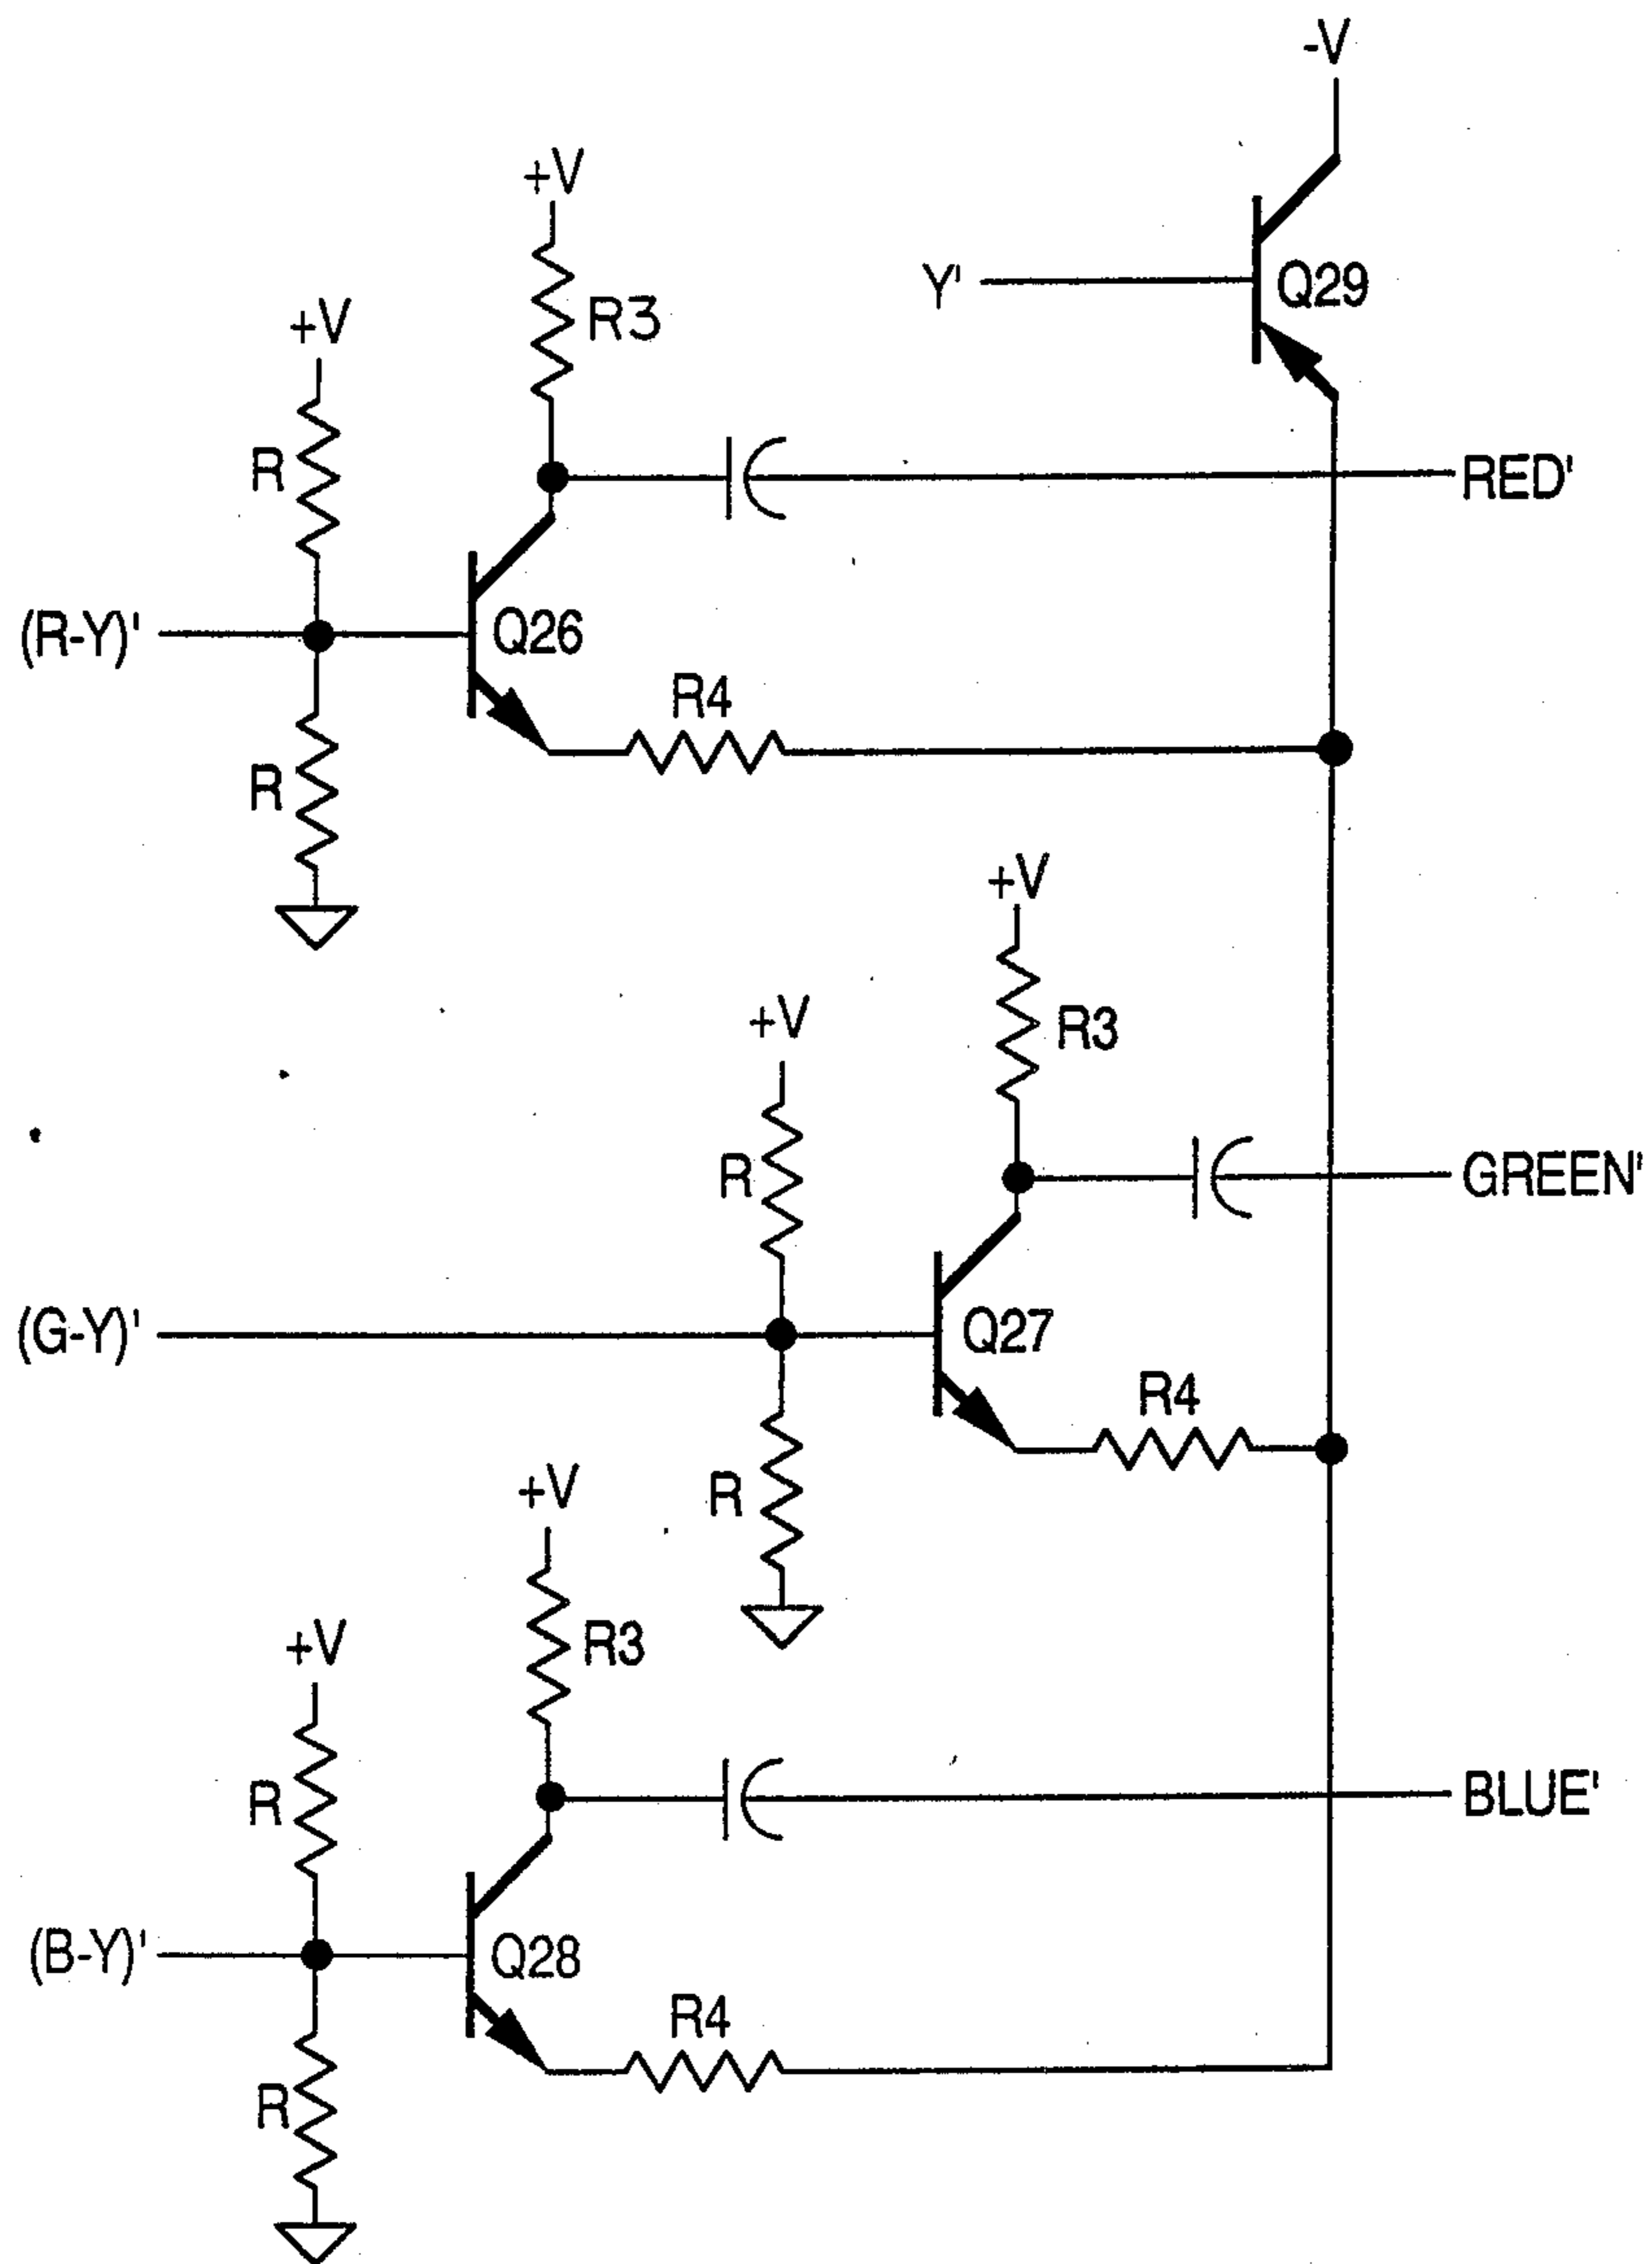 -V
+V
Y'
Q29
R3
+V
R
RED'
(R-Y)'
Q26
R4
R
+V
+V
R3
R
GREEN'
(G-Y)'
Q27
R4
+V
R
R3
+V
R
BLUE'
(B-Y)'
Q28
R4
R